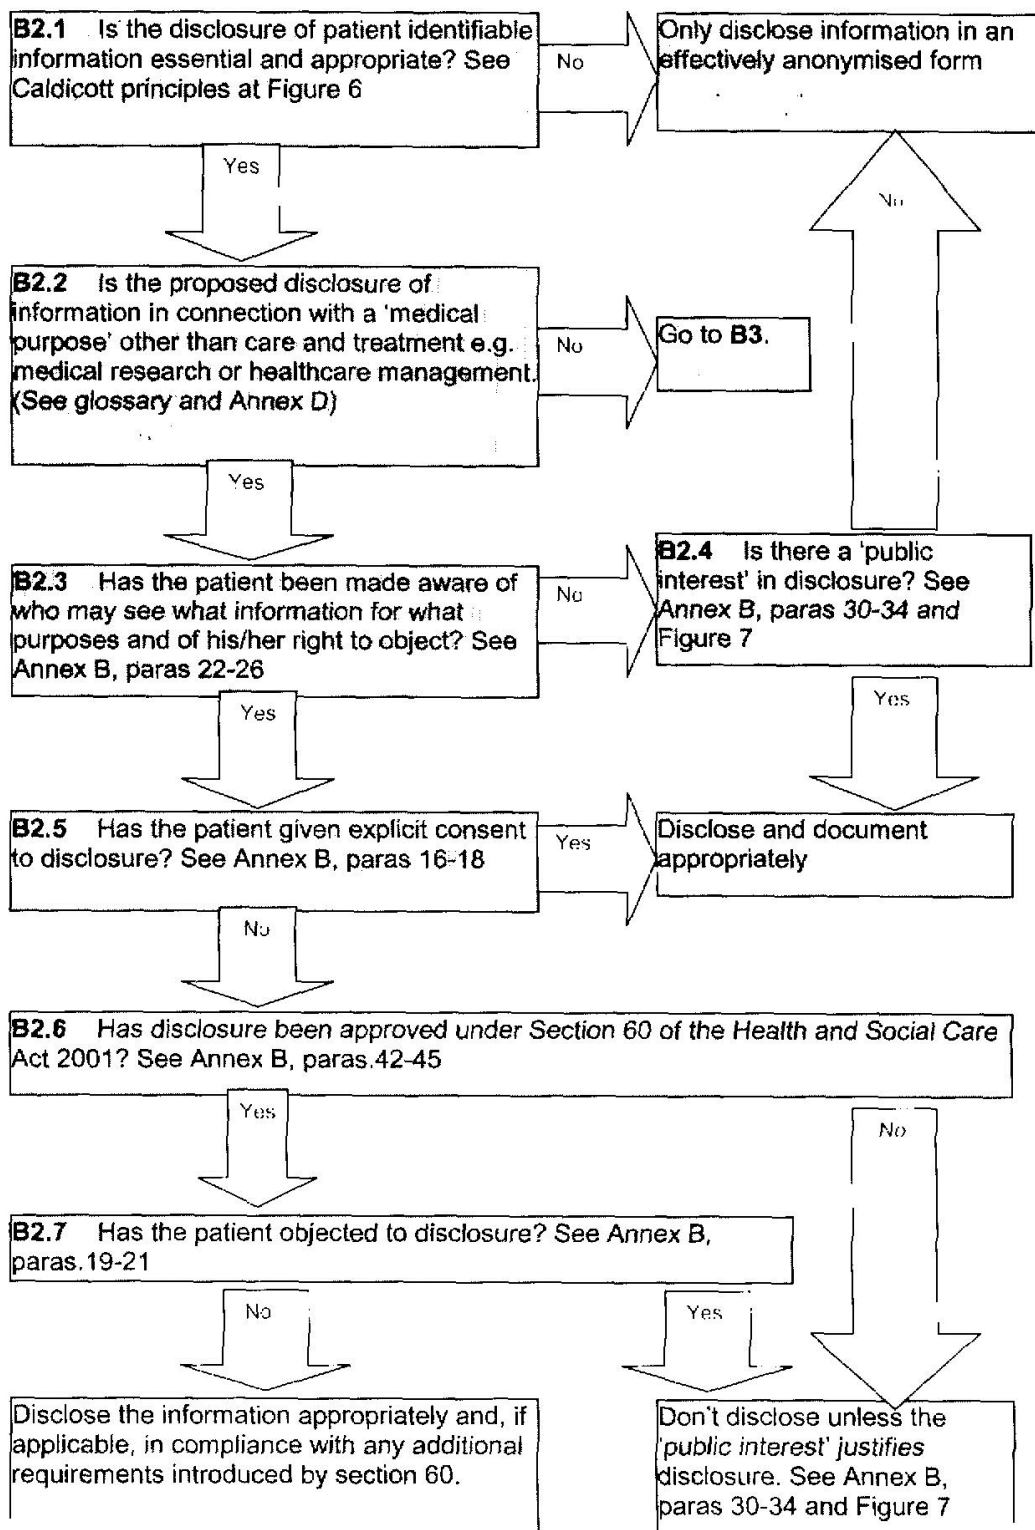 B2.1 Is the disclosure of patient identifiable
information essential and appropriate? See
Caldicott principles at Figure 6
No
Only disclose information in an
effectively anonymised form
Yes
No
B2.2 Is the proposed disclosure of
information in connection with a 'medical
purpose' other than care and treatment e.g.
medical research or healthcare management.
(See glossary and Annex D)
No
Go to B3.
Yes
B2.3 Has the patient been made aware of
who may see what information for what
purposes and of his/her right to object? See
Annex B, paras 22-26
No
B2.4 Is there a 'public
interest' in disclosure? See
Annex B, paras 30-34 and
Figure 7
Yes
Yes
B2.5 Has the patient given explicit consent
to disclosure? See Annex B, paras 16-18
Yes
Disclose and document
appropriately
No
B2.6 Has disclosure been approved under Section 60 of the Health and Social Care
Act 2001? See Annex B, paras.42-45
Yes
No
B2.7 Has the patient objected to disclosure? See Annex B,
paras.19-21
No
Yes
Disclose the information appropriately and, if
applicable, in compliance with any additional
requirements introduced by section 60.
Don't disclose unless the
'public interest' justifies
disclosure. See Annex B,
paras 30-34 and Figure 7